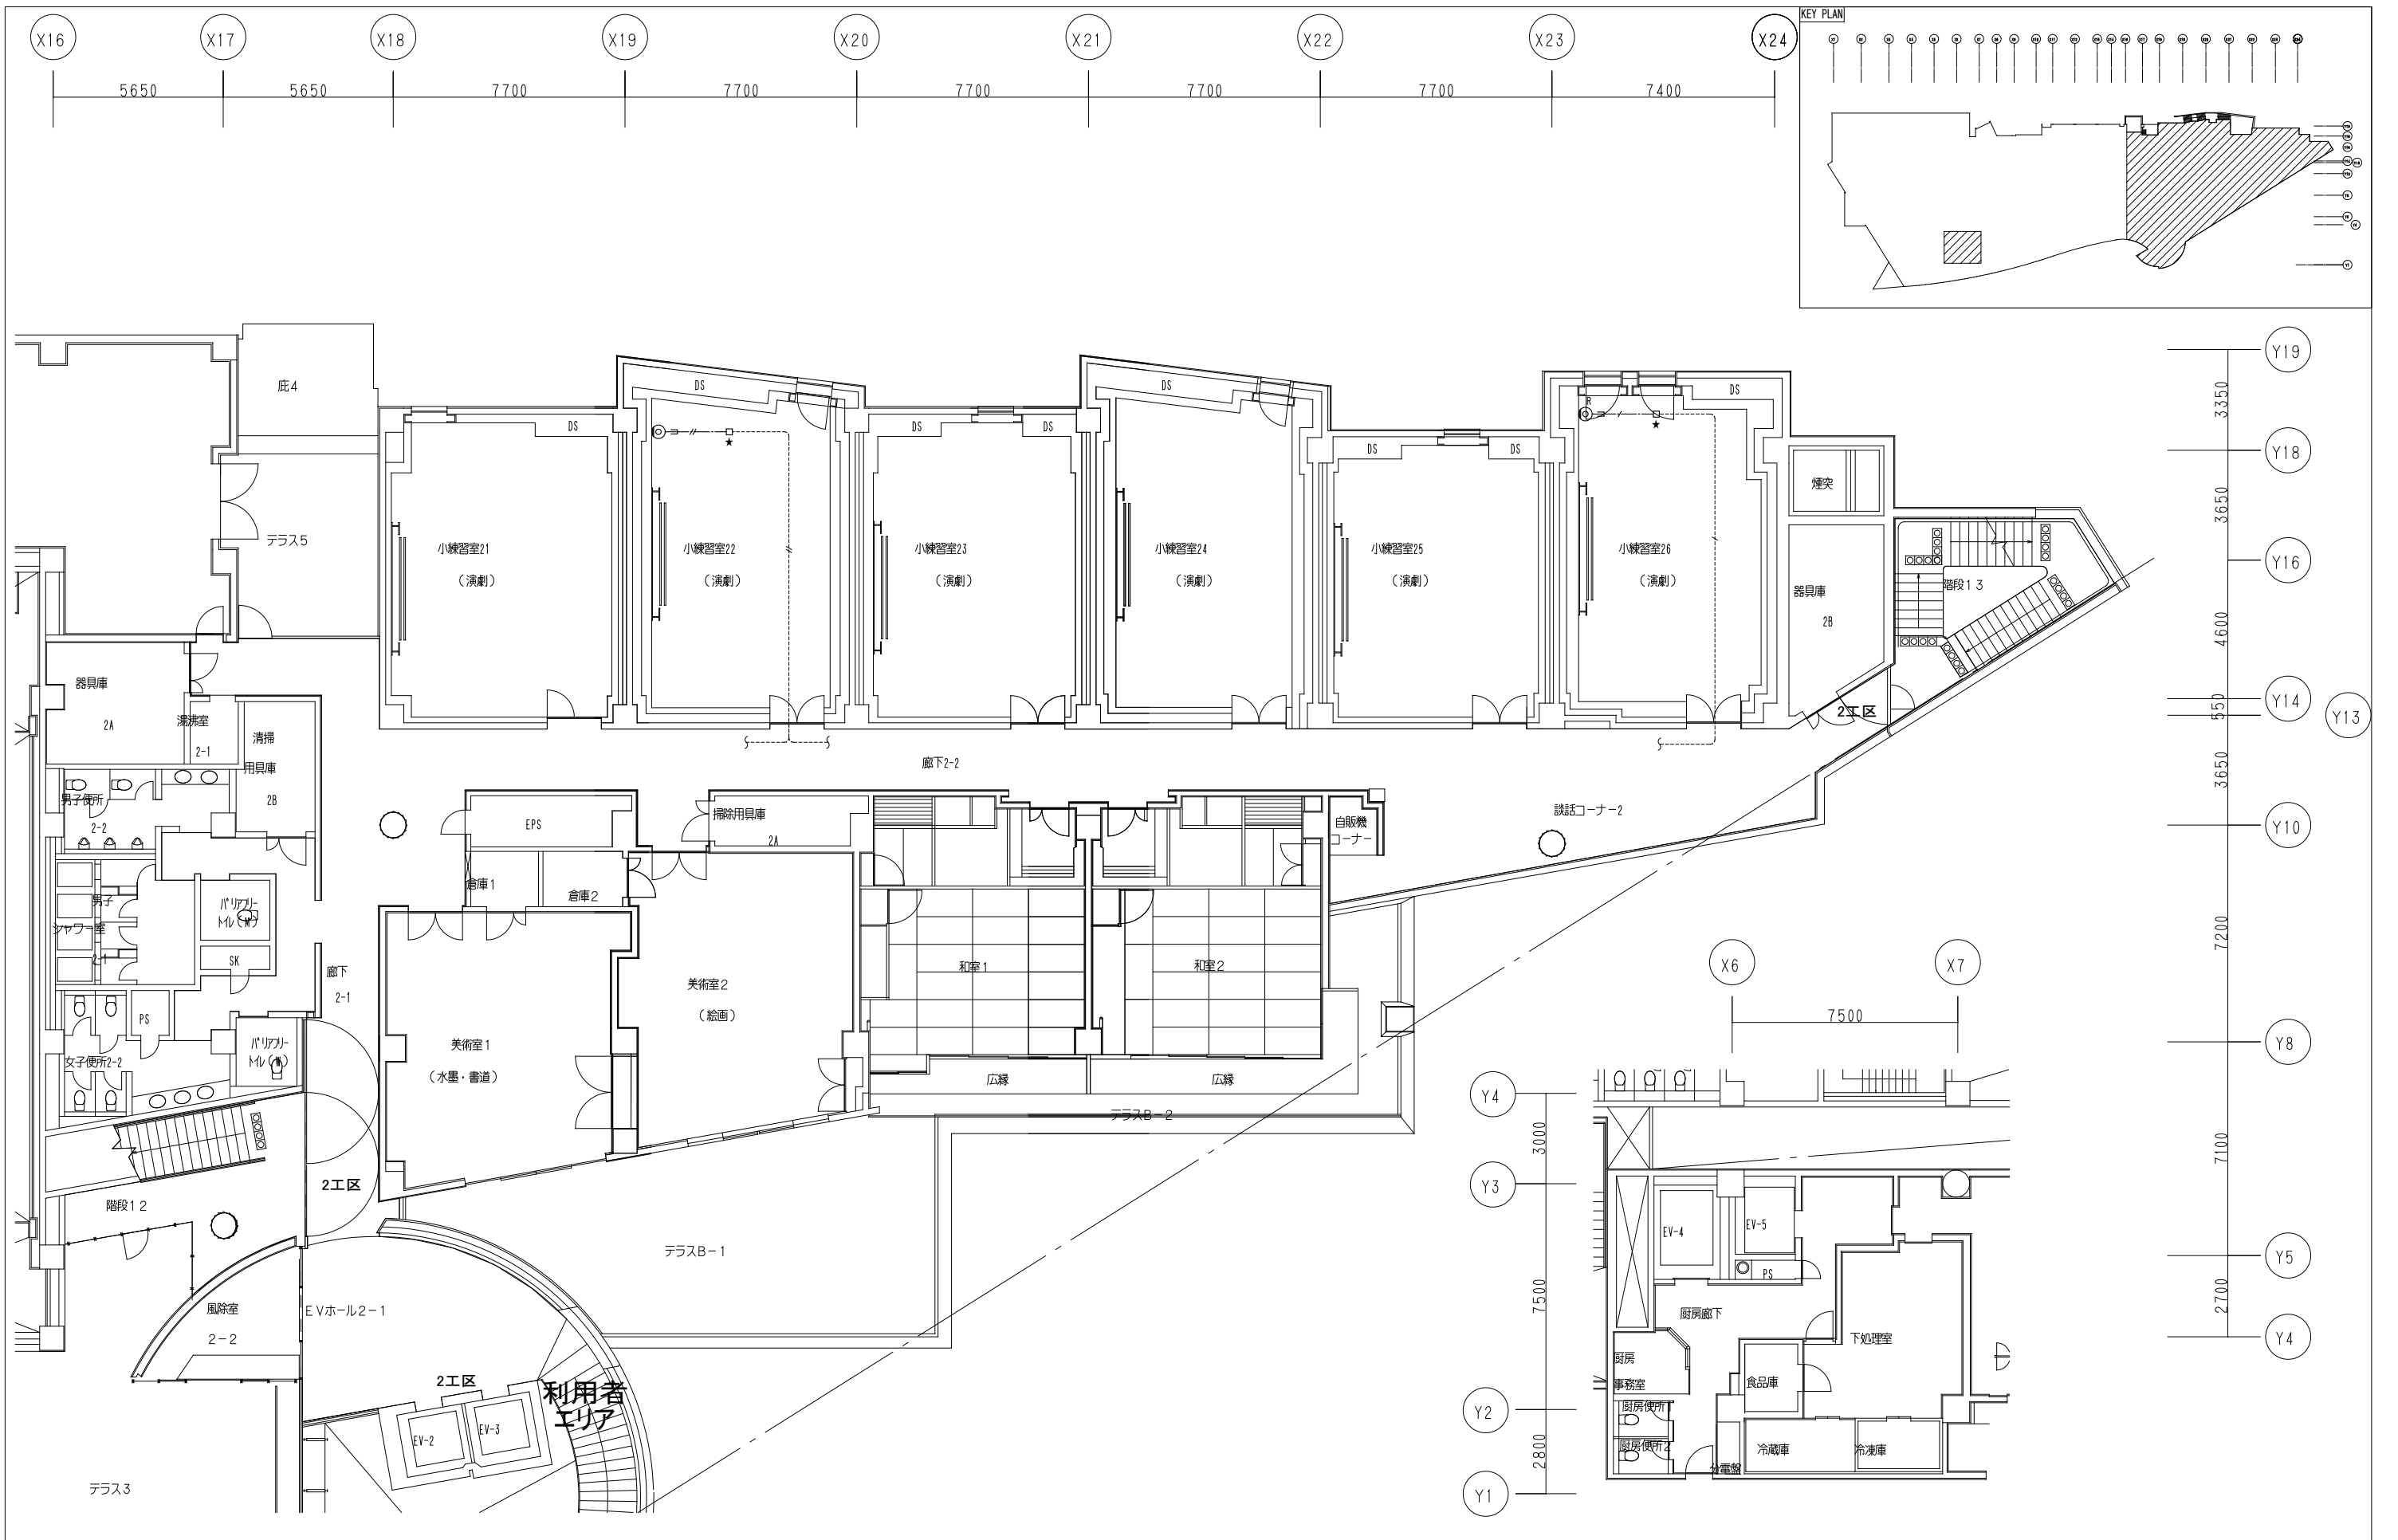 X16 X17 X18 X19 X20 X21 X22 X23 X24
KEY PLAN
5650 5650 7700 7700 7700 7700 7700 7400
Y19
3350
Y18
3650
Y16
4600
Y14
550
Y13
3650
Y10
7200
Y8
7100
Y5
2700
Y4
庇4
テラス5
DS
DS
DS
DS
DS
DS
DS
DS
R
★
★
小練習室21
(演劇)
小練習室22
(演劇)
小練習室23
(演劇)
小練習室24
(演劇)
小練習室25
(演劇)
小練習室26
(演劇)
煙突
器具庫
2B
階段13
2工区
器具庫
2A
湯沸室
2-1
清掃
用具庫
2B
男子便所
2-2
男子
シャワー室
2-1
バリアフリー
トイレ(M)
SK
廊下
2-1
PS
女子便所2-2
バリアフリー
トイレ(W)
廊下2-2
EPS
掃除用具庫
2A
倉庫1
倉庫2
自販機
コーナー
談話コーナー2
美術室1
(水墨・書道)
美術室2
(絵画)
和室1
和室2
広縁
広縁
テラスB-2
テラスB-1
2工区
階段12
風除室
2-2
EVホール2-1
2工区
利用者
エリア
EV-2
EV-3
テラス3
X6 X7
7500
Y4
3000
Y3
7500
Y2
2800
Y1
EV-4
EV-5
PS
厨房廊下
下処理室
厨房
事務室
食品庫
厨房便所1
厨房便所2
分電盤
冷蔵庫
冷凍庫